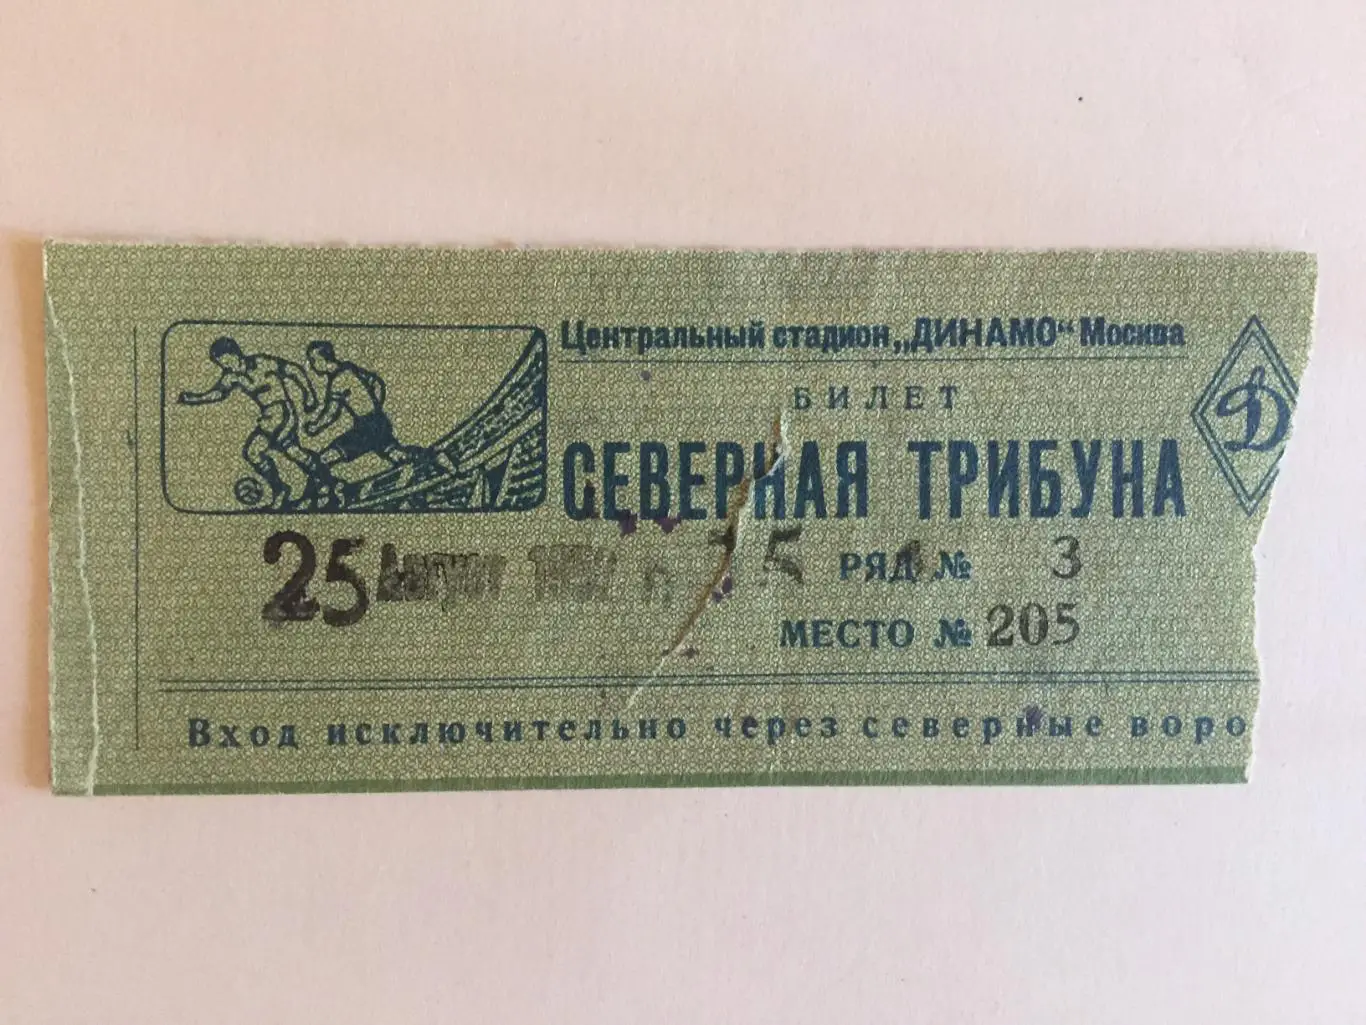 Центральный стадион „ДИНАМО“ Москва
БИЛЕТ
Д
СЕВЕРНАЯ ТРИБУНА
25 Август г.
РЯД № 3
МЕСТО № 205
Вход исключительно через северные воро